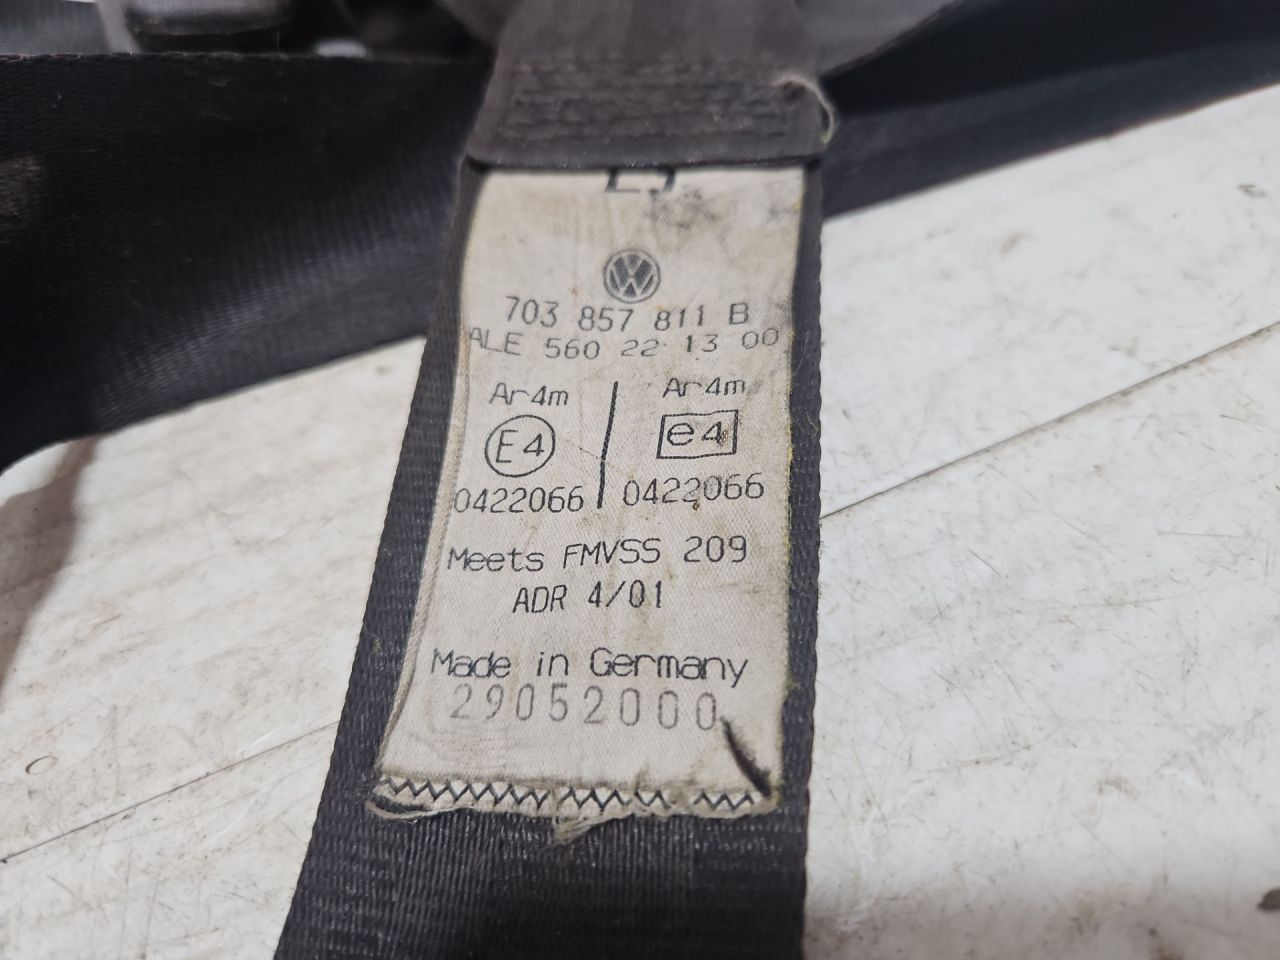 VW
703 857 811 B
ALE 560 22 13 00
Ar4m Ar4m
E4 e4
0422066 0422066
Meets FMVSS 209
ADR 4/01
Made in Germany
29052000